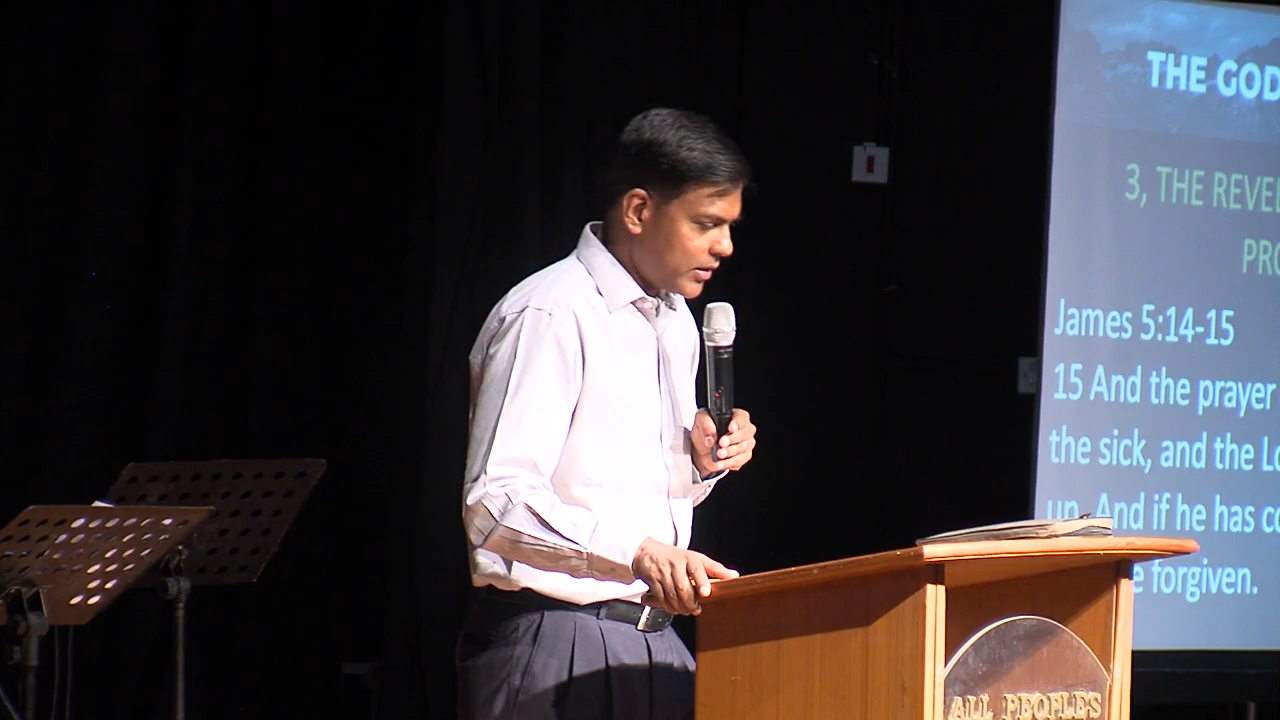 THE GOD
3, THE REVEL
PRO
James 5:14-15
15 And the prayer
the sick, and the Lo
up. And if he has co
forgiven.
ALL PEOPLE'S